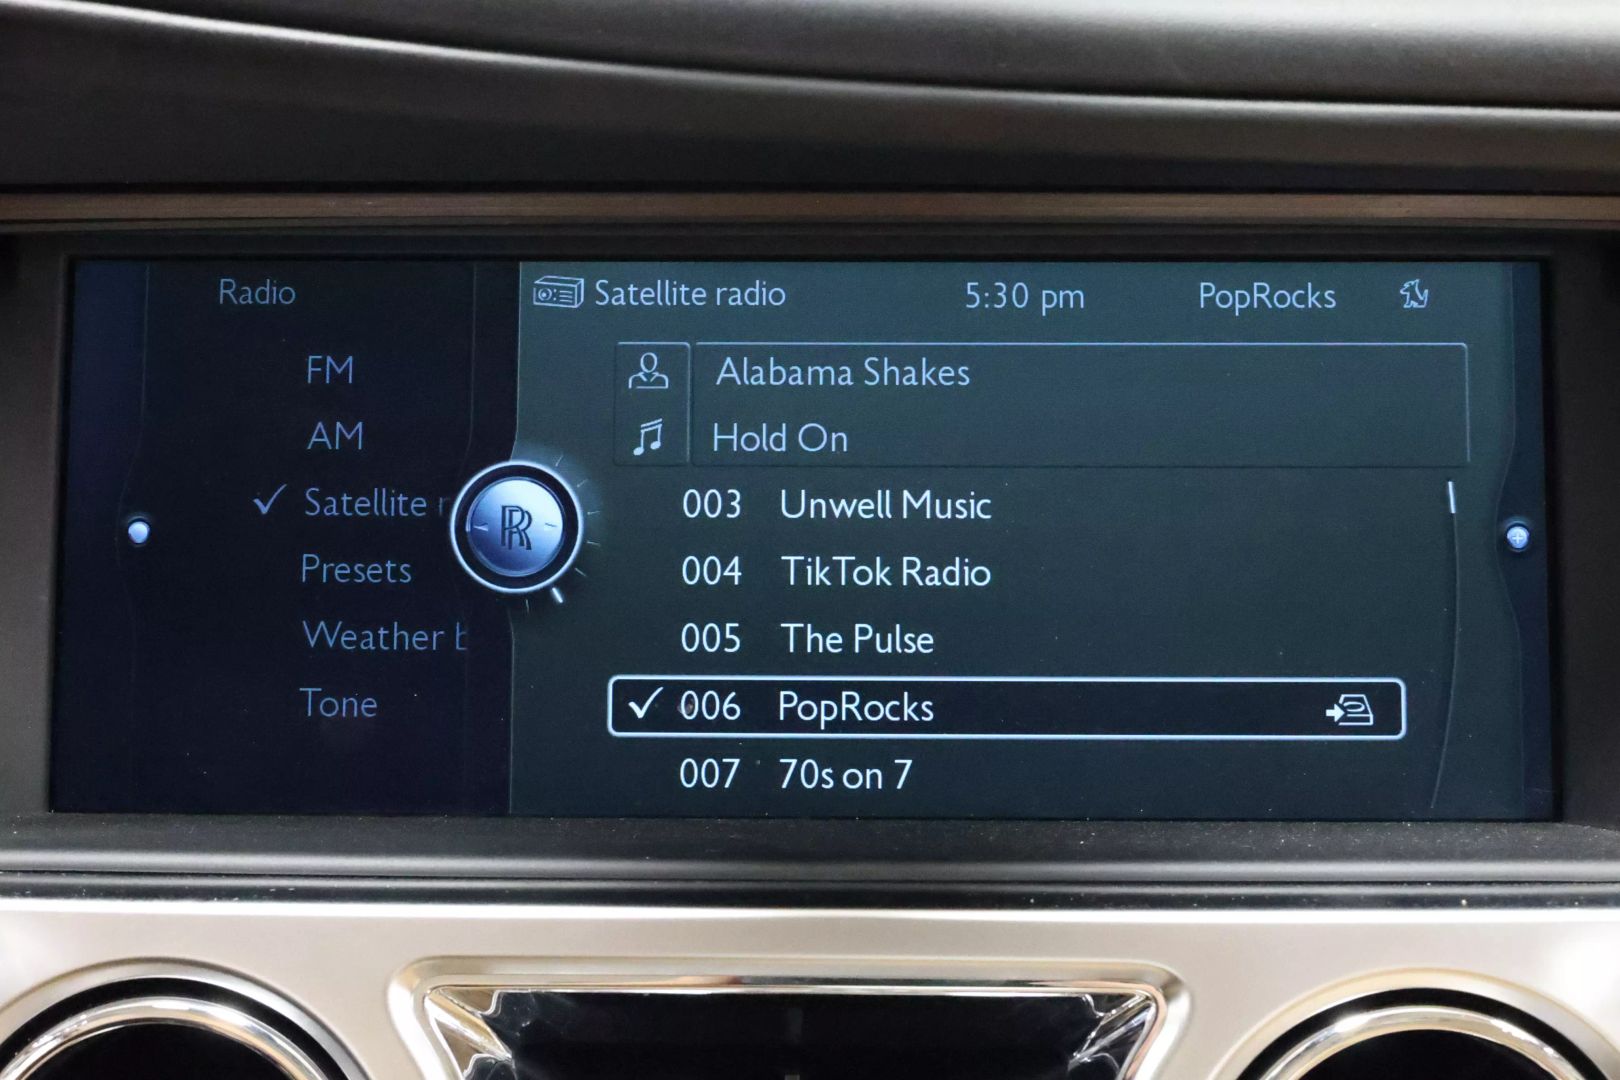 Radio
FM
AM
Satellite
Presets
Weather
Tone
RR
Satellite radio 5:30 pm PopRocks
Alabama Shakes
Hold On
003 Unwell Music
004 TikTok Radio
005 The Pulse
006 PopRocks
007 70s on 7